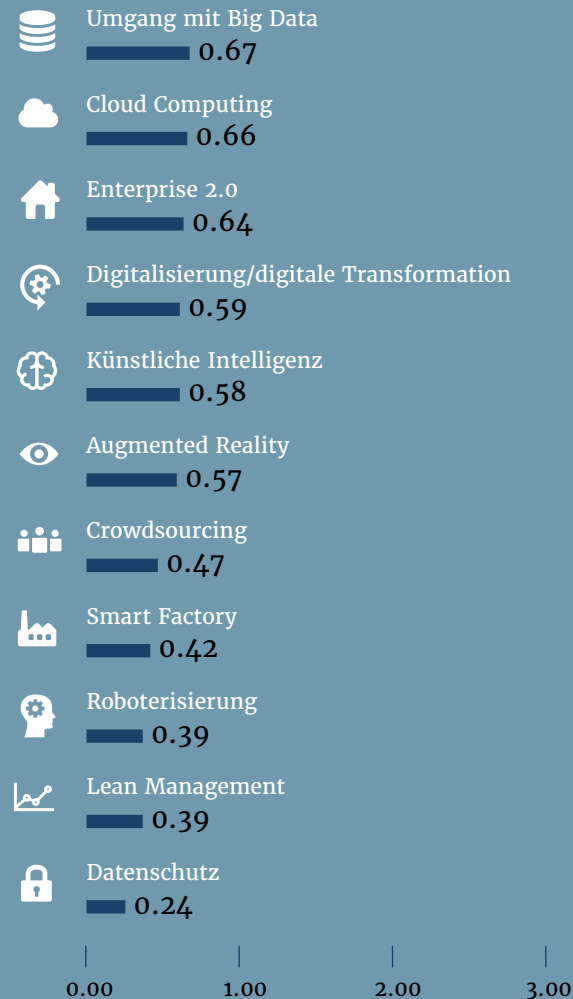 Umgang mit Big Data
0.67
Cloud Computing
0.66
Enterprise 2.0
0.64
Digitalisierung/digitale Transformation
0.59
Künstliche Intelligenz
0.58
Augmented Reality
0.57
Crowdsourcing
0.47
Smart Factory
0.42
Roboterisierung
0.39
Lean Management
0.39
Datenschutz
0.24
0.00 1.00 2.00 3.00